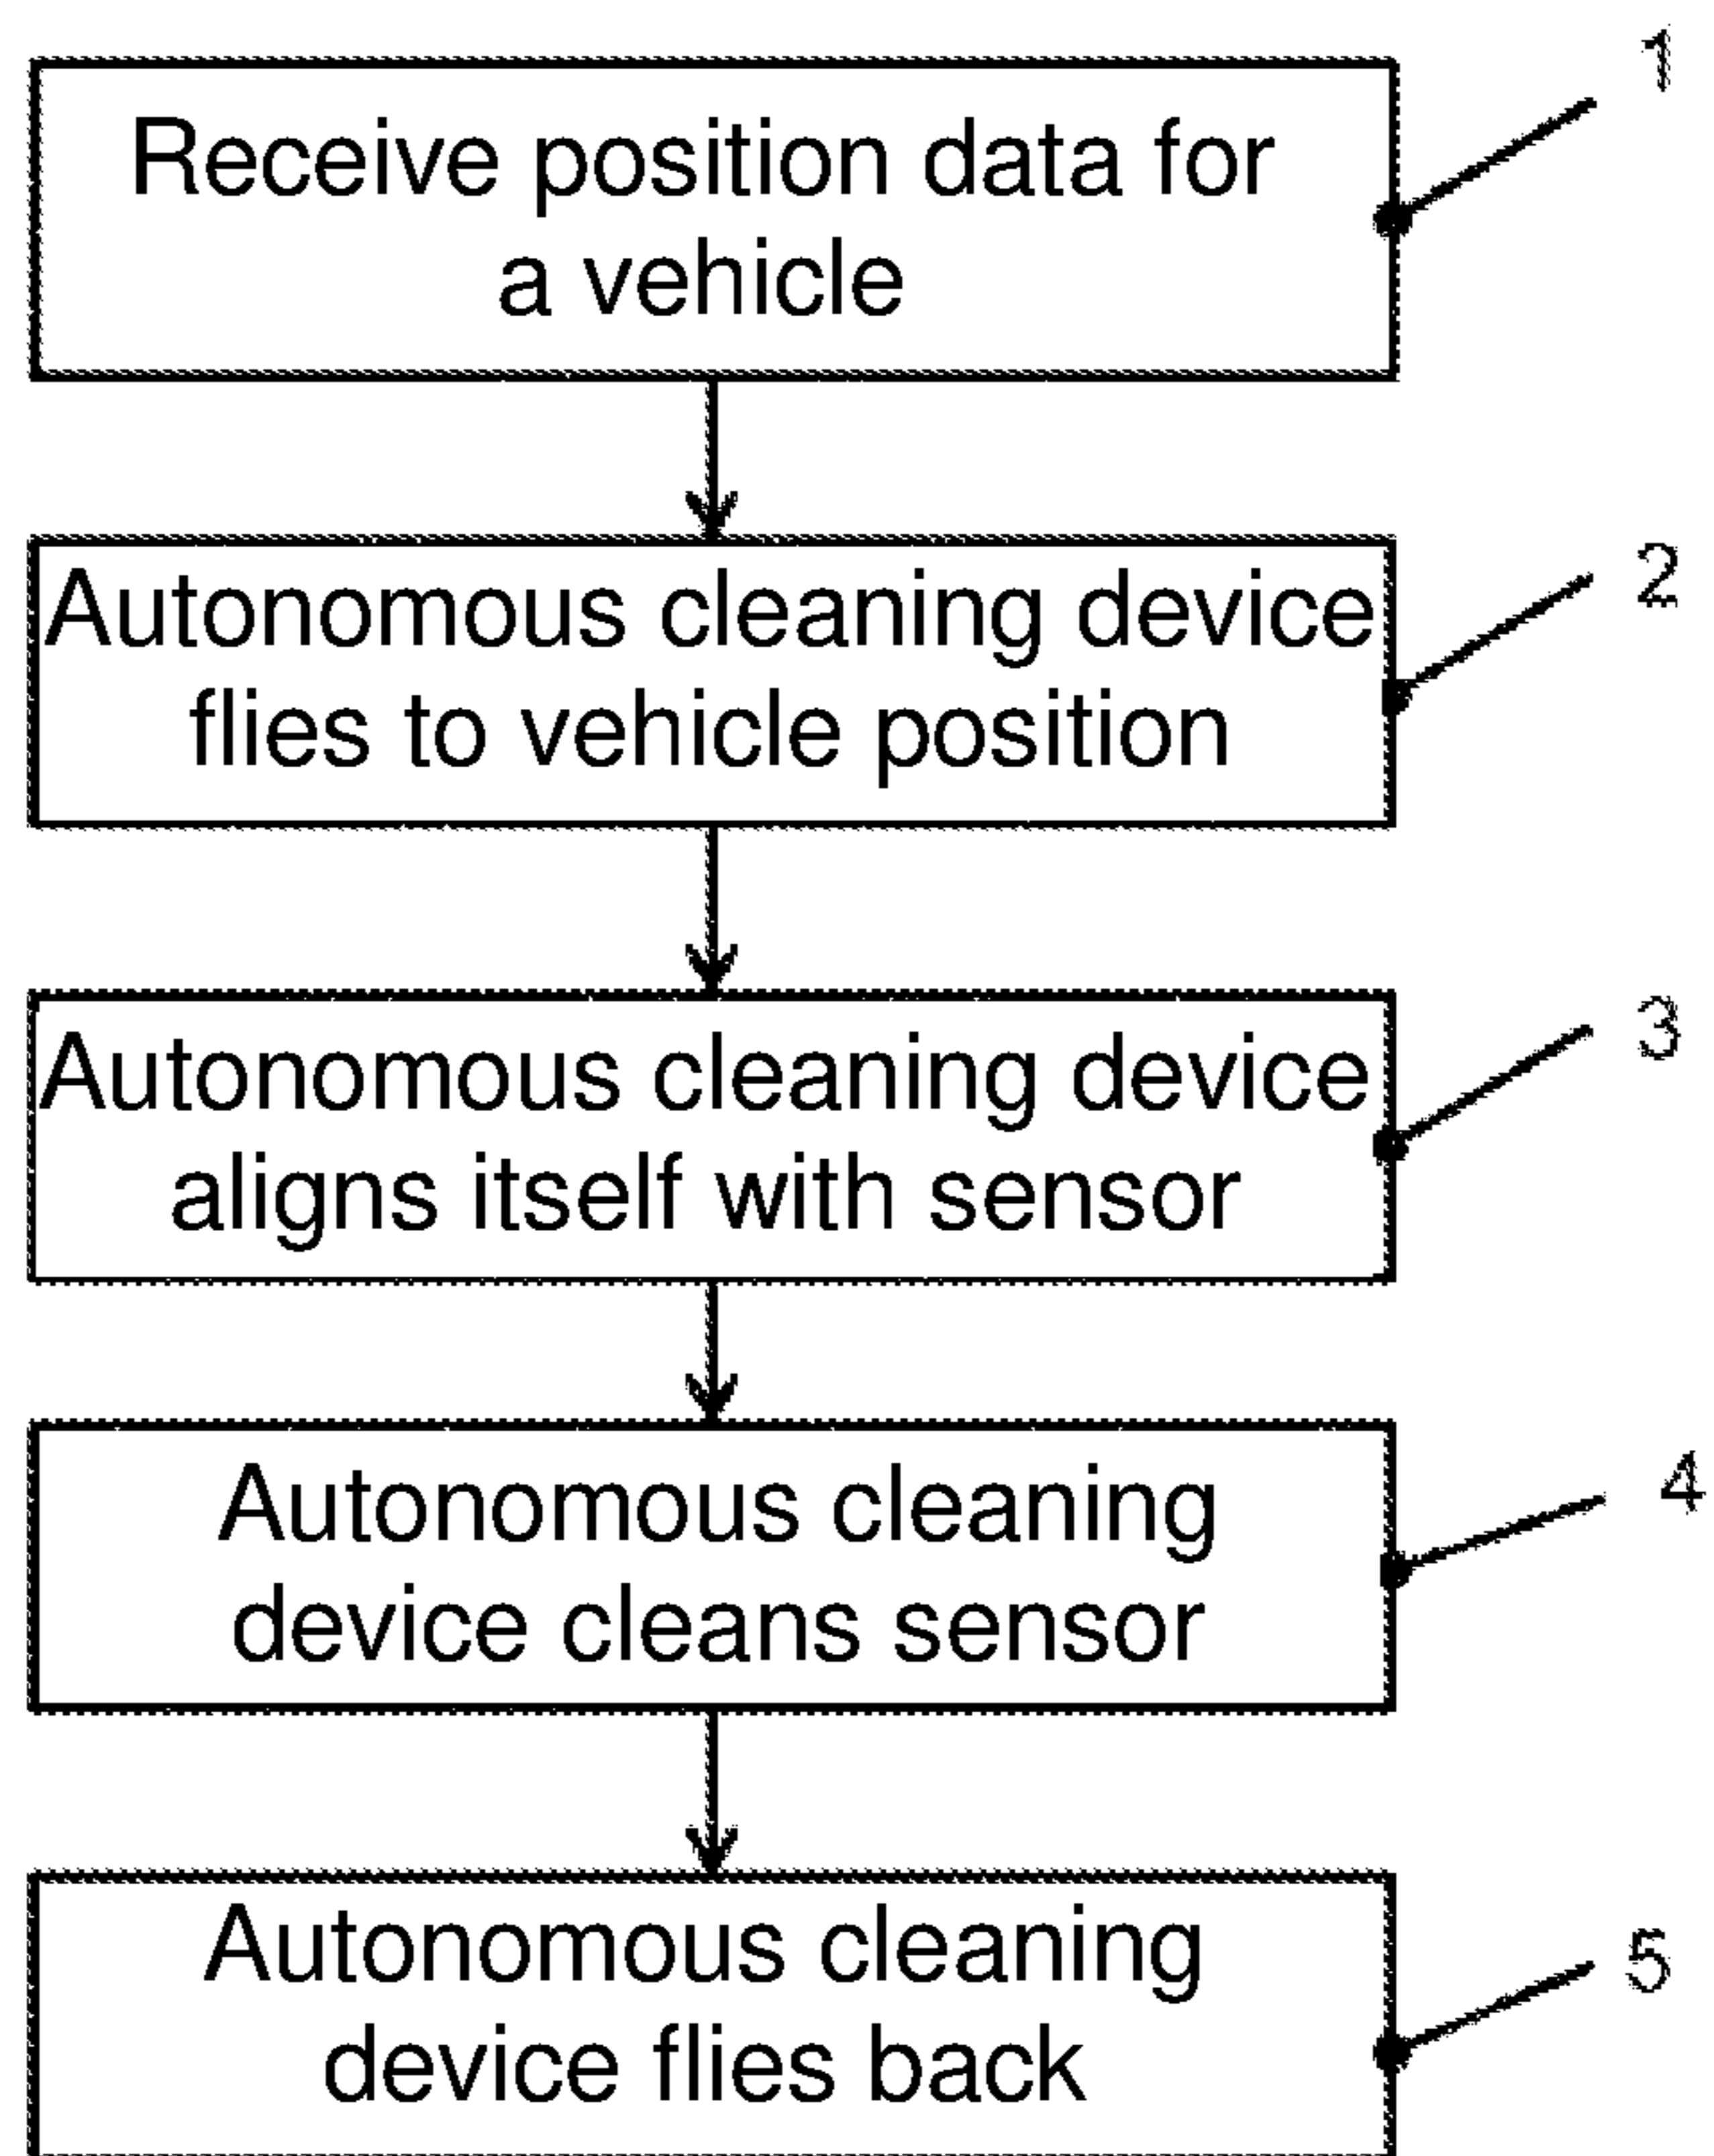 1
Receive position data for
a vehicle
2
Autonomous cleaning device
flies to vehicle position
3
Autonomous cleaning device
aligns itself with sensor
4
Autonomous cleaning
device cleans sensor
5
Autonomous cleaning
device flies back